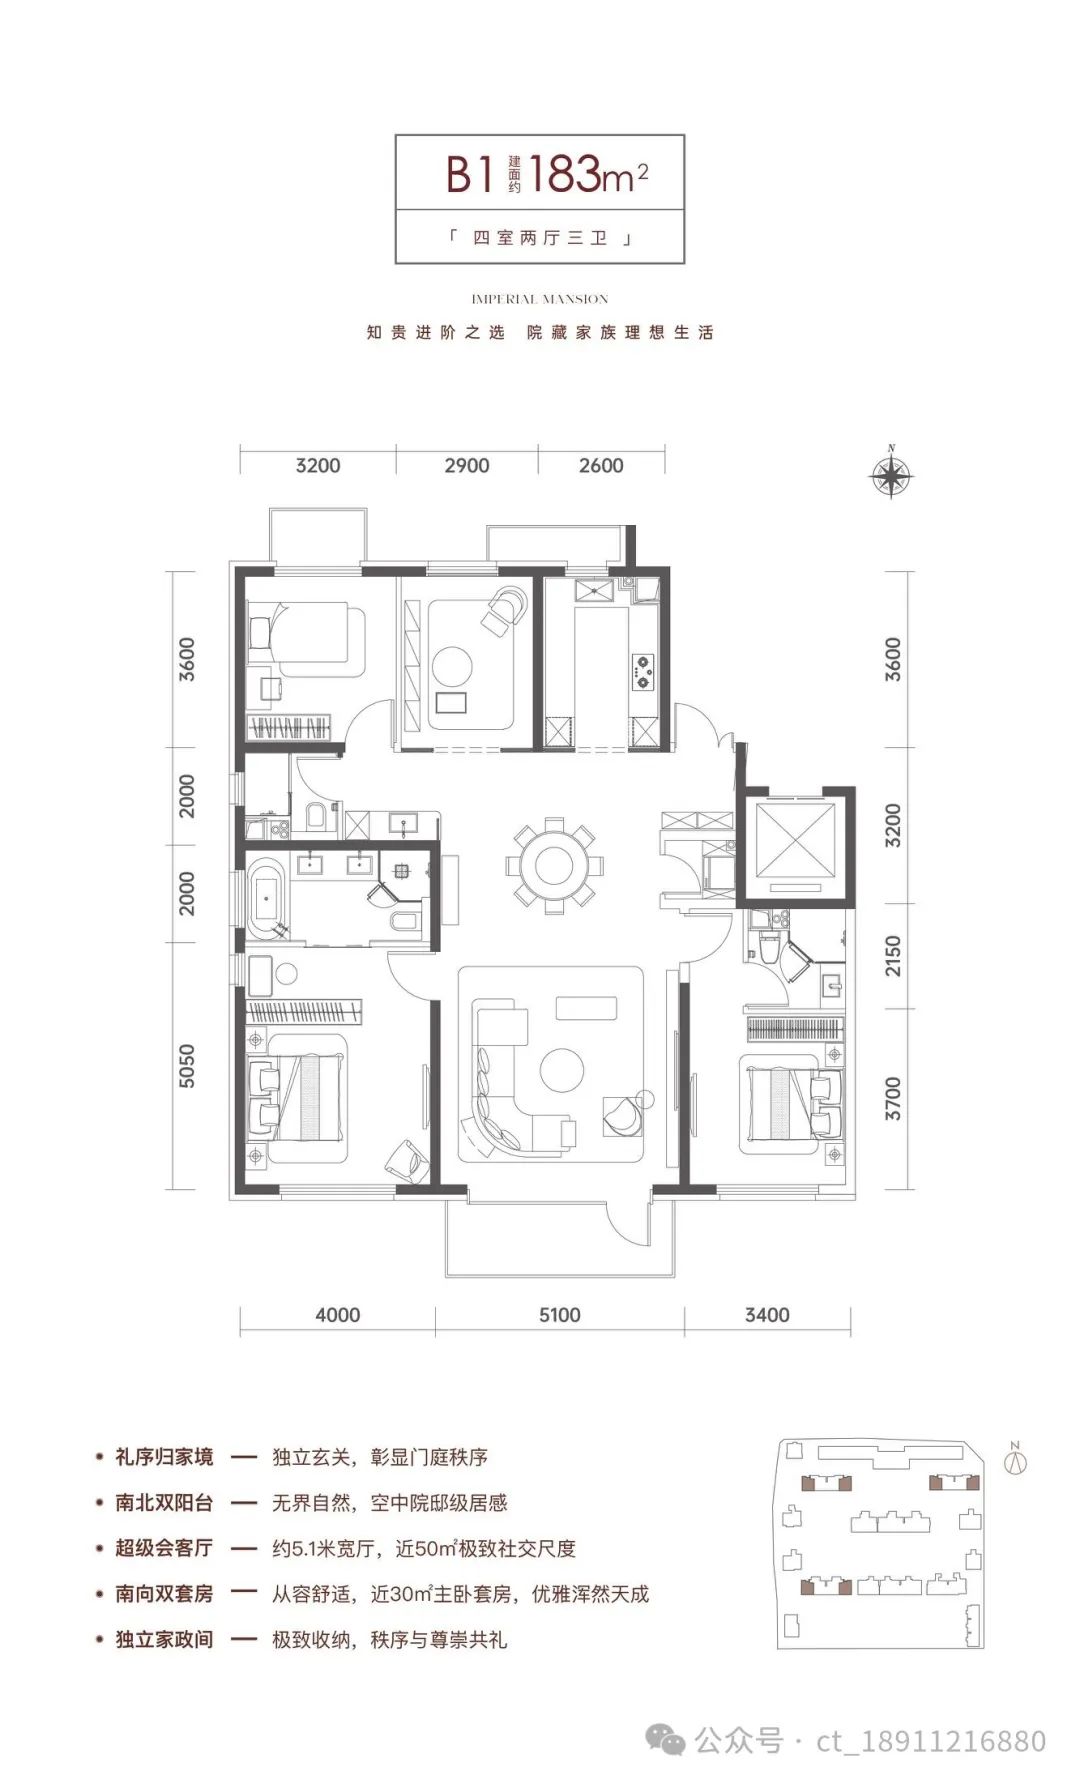 B1 建面约 183m²
「 四室两厅三卫 」
IMPERIAL MANSION
知贵进阶之选 院藏家族理想生活
3200 2900 2600
N
3600 3600
2000 3200
2000 2150
5050 3700
4000 5100 3400
礼序归家境 — 独立玄关，彰显门庭秩序
南北双阳台 — 无界自然，空中院邸级居感
超级会客厅 — 约5.1米宽厅，近50㎡极致社交尺度
南向双套房 — 从容舒适，近30㎡主卧套房，优雅浑然天成
独立家政间 — 极致收纳，秩序与尊崇共礼
N
公众号 · ct_18911216880